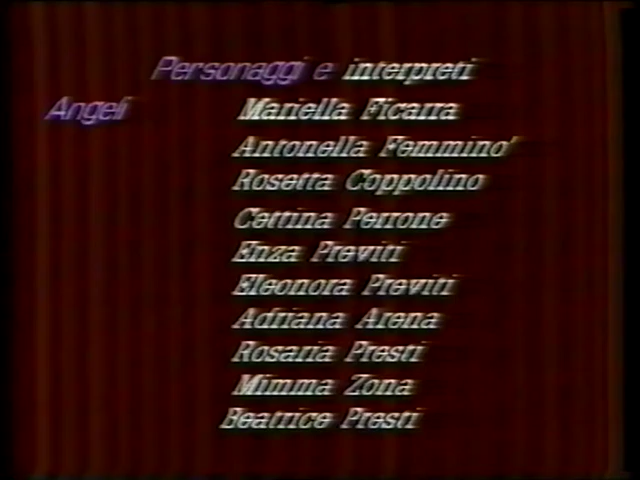 Personaggi e interpreti
Angeli Mariella Ficarra
Antonella Femmino'
Rosetta Coppolino
Cettina Perrone
Enza Previti
Eleonora Previti
Adriana Arena
Rosaria Presti
Mimma Zona
Beatrice Presti